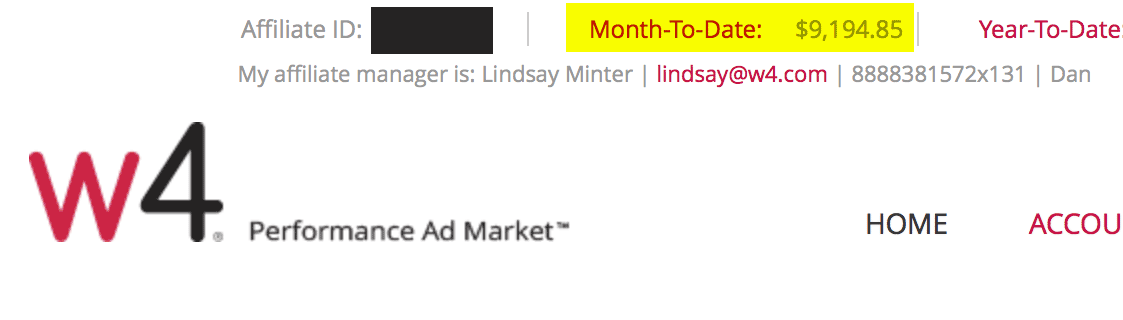 Affiliate ID: Month-To-Date: $9,194.85 Year-To-Date:
My affiliate manager is: Lindsay Minter | lindsay@w4.com | 8888381572x131 | Dan
w4® Performance Ad Market™
HOME ACCOU